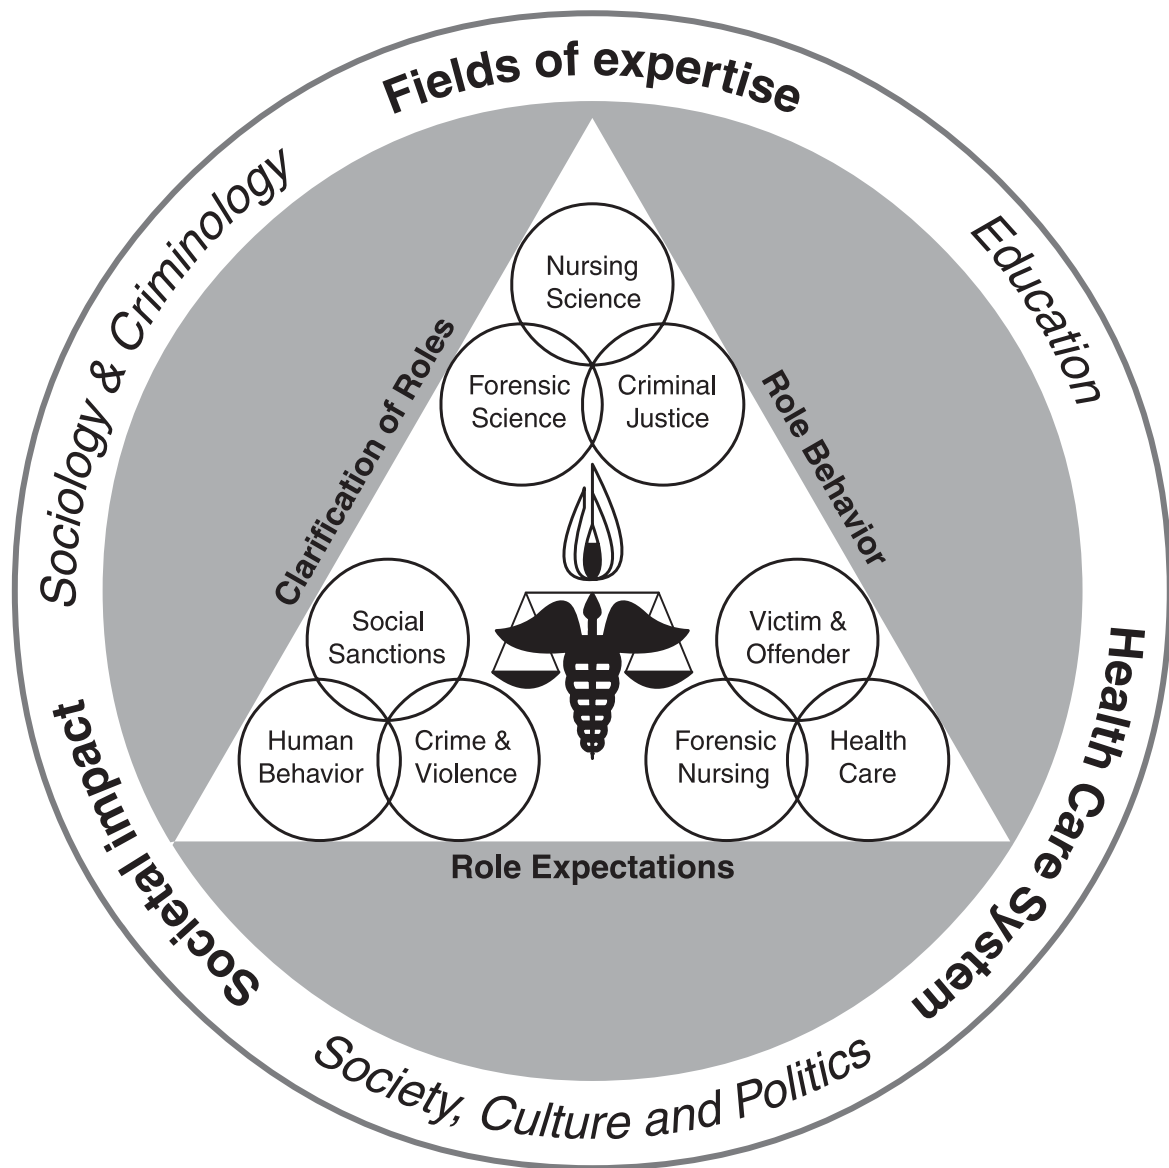 Fields of expertise
Sociology & Criminology
Education
Nursing
Science
Forensic
Science
Criminal
Justice
Clarification of Roles
Role Behavior
Social
Sanctions
Human
Behavior
Crime &
Violence
Victim &
Offender
Forensic
Nursing
Health
Care
Role Expectations
Societal impact
Health Care System
Society, Culture and Politics